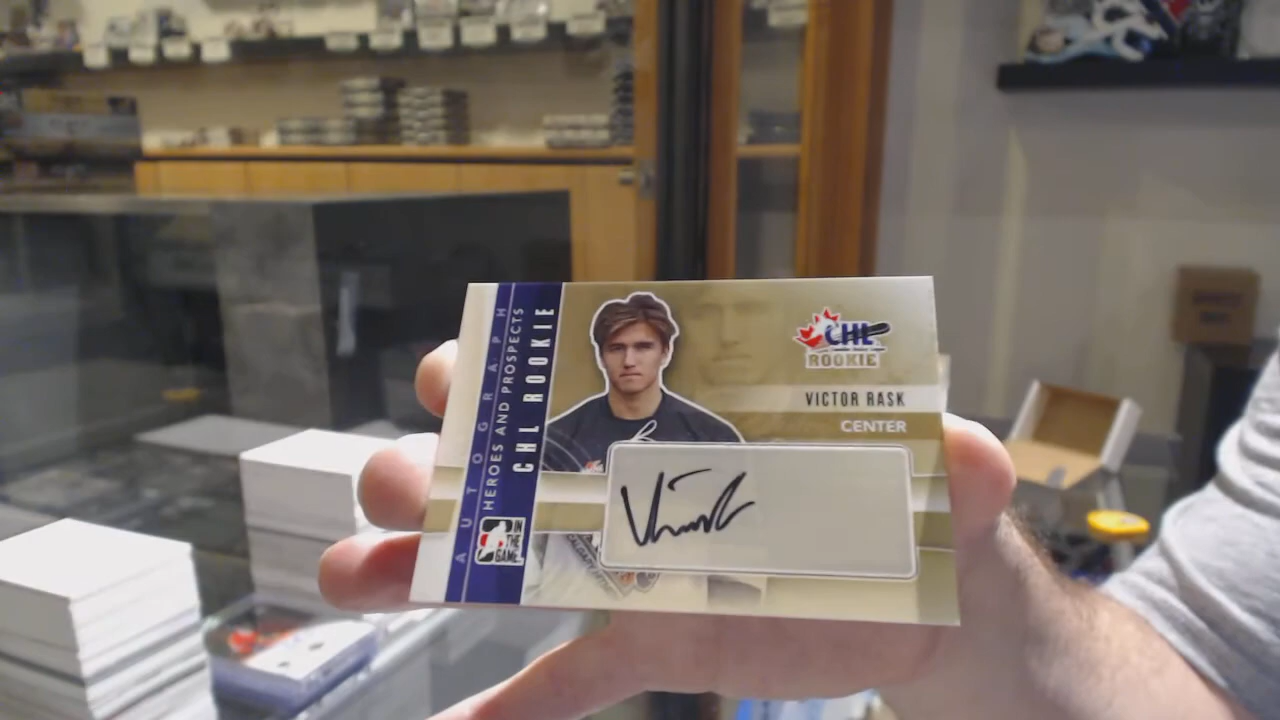 AUTOGRAPH
HEROES AND PROSPECTS
CHL ROOKIE
IN
THE
GAME
CHL
ROOKIE
VICTOR RASK
CENTER